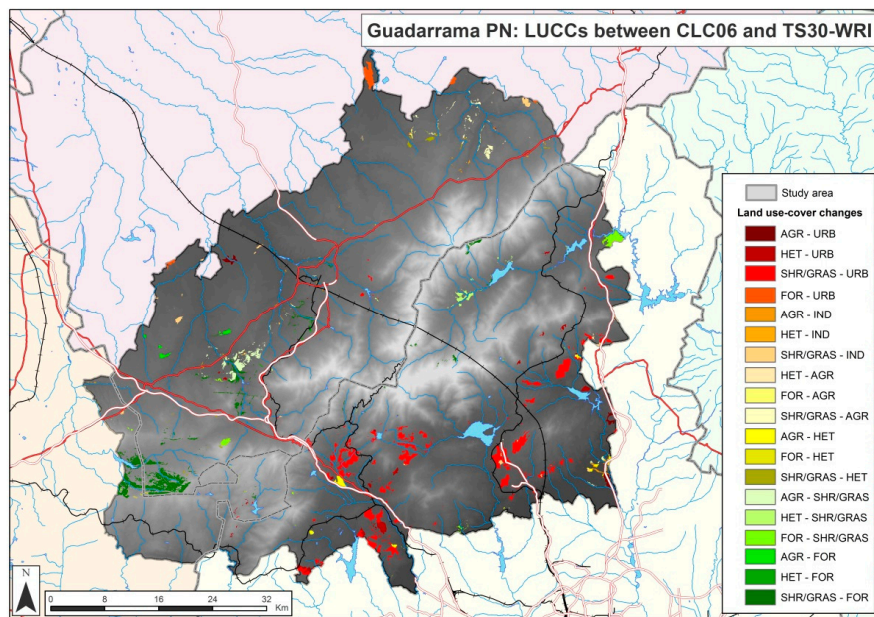 Guadarrama PN: LUCCs between CLC06 and TS30-WRI
Study area
Land use-cover changes
AGR - URB
HET - URB
SHR/GRAS - URB
FOR - URB
AGR - IND
HET - IND
SHR/GRAS - IND
HET - AGR
FOR - AGR
SHR/GRAS - AGR
AGR - HET
FOR - HET
SHR/GRAS - HET
AGR - SHR/GRAS
HET - SHR/GRAS
FOR - SHR/GRAS
AGR - FOR
HET - FOR
SHR/GRAS - FOR
N
0 8 16 24 32
Km